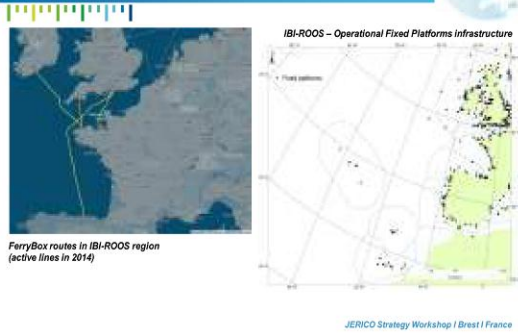 IBI-ROOS – Operational Fixed Platforms infrastructure
Fixed platforms
FerryBox routes in IBI-ROOS region
(active lines in 2014)
JERICO Strategy Workshop I Brest I France